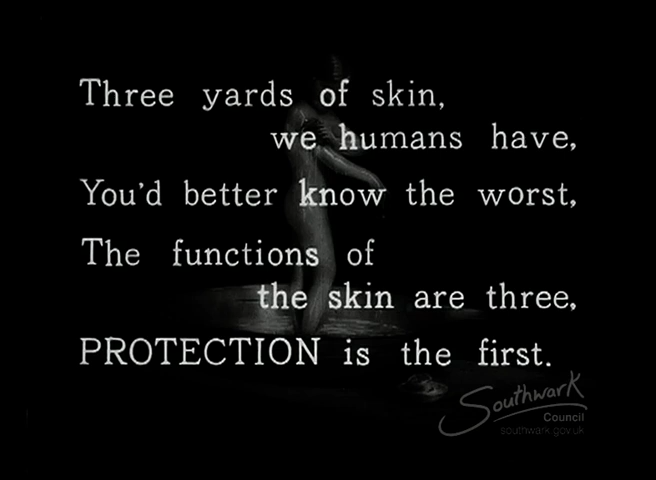 Three yards of skin,
we humans have,
You'd better know the worst,
The functions of
the skin are three,
PROTECTION is the first.
Southwark
Council
southwark.gov.uk